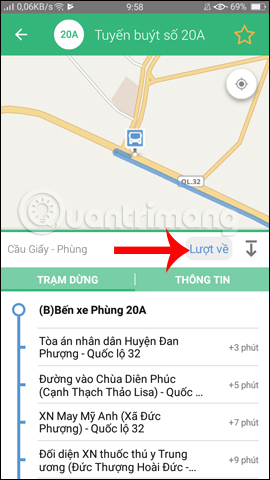 0,06KB/s 9:58 69%
20A Tuyến buýt số 20A
QL.32
Quantrimang
Cầu Giấy - Phùng Lượt về
TRẠM DỪNG THÔNG TIN
(B)Bến xe Phùng 20A
Tòa án nhân dân Huyện Đan
Phượng - Quốc lộ 32 +3 phút
Đường vào Chùa Diên Phúc
(Cạnh Thạch Thảo Lisa) - Quốc ... +5 phút
XN May Mỹ Anh (Xã Đức
Phượng) - Quốc lộ 32 +7 phút
Đối diện XN thuốc thú y Trung
ương (Đức Thượng Hoài Đức - ... +9 phút